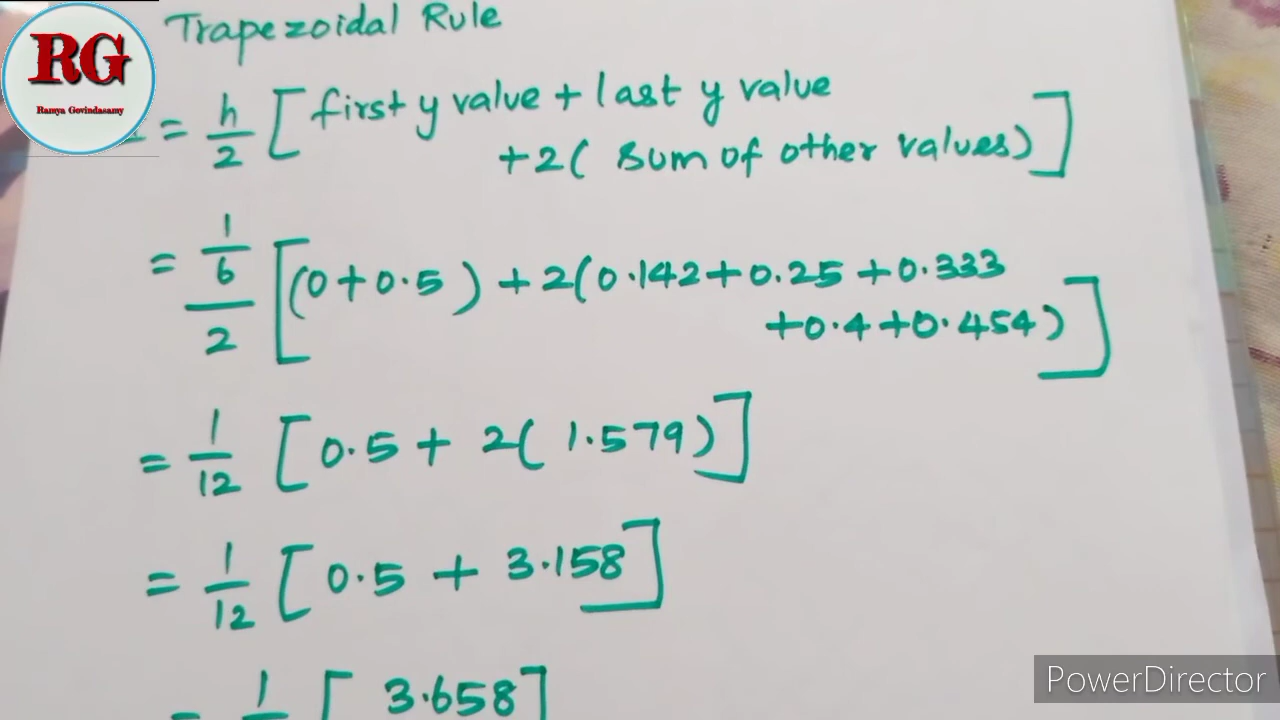 Trapezoidal Rule
RG
Ramya Govindasamy
= h/2 [ first y value + last y value
+2( sum of other values) ]
= 1/6 / 2 [ (0+0.5) + 2(0.142+0.25+0.333
+0.4+0.454) ]
= 1/12 [ 0.5 + 2( 1.579) ]
= 1/12 [ 0.5 + 3.158 ]
= 1 [ 3.658 ]
PowerDirector